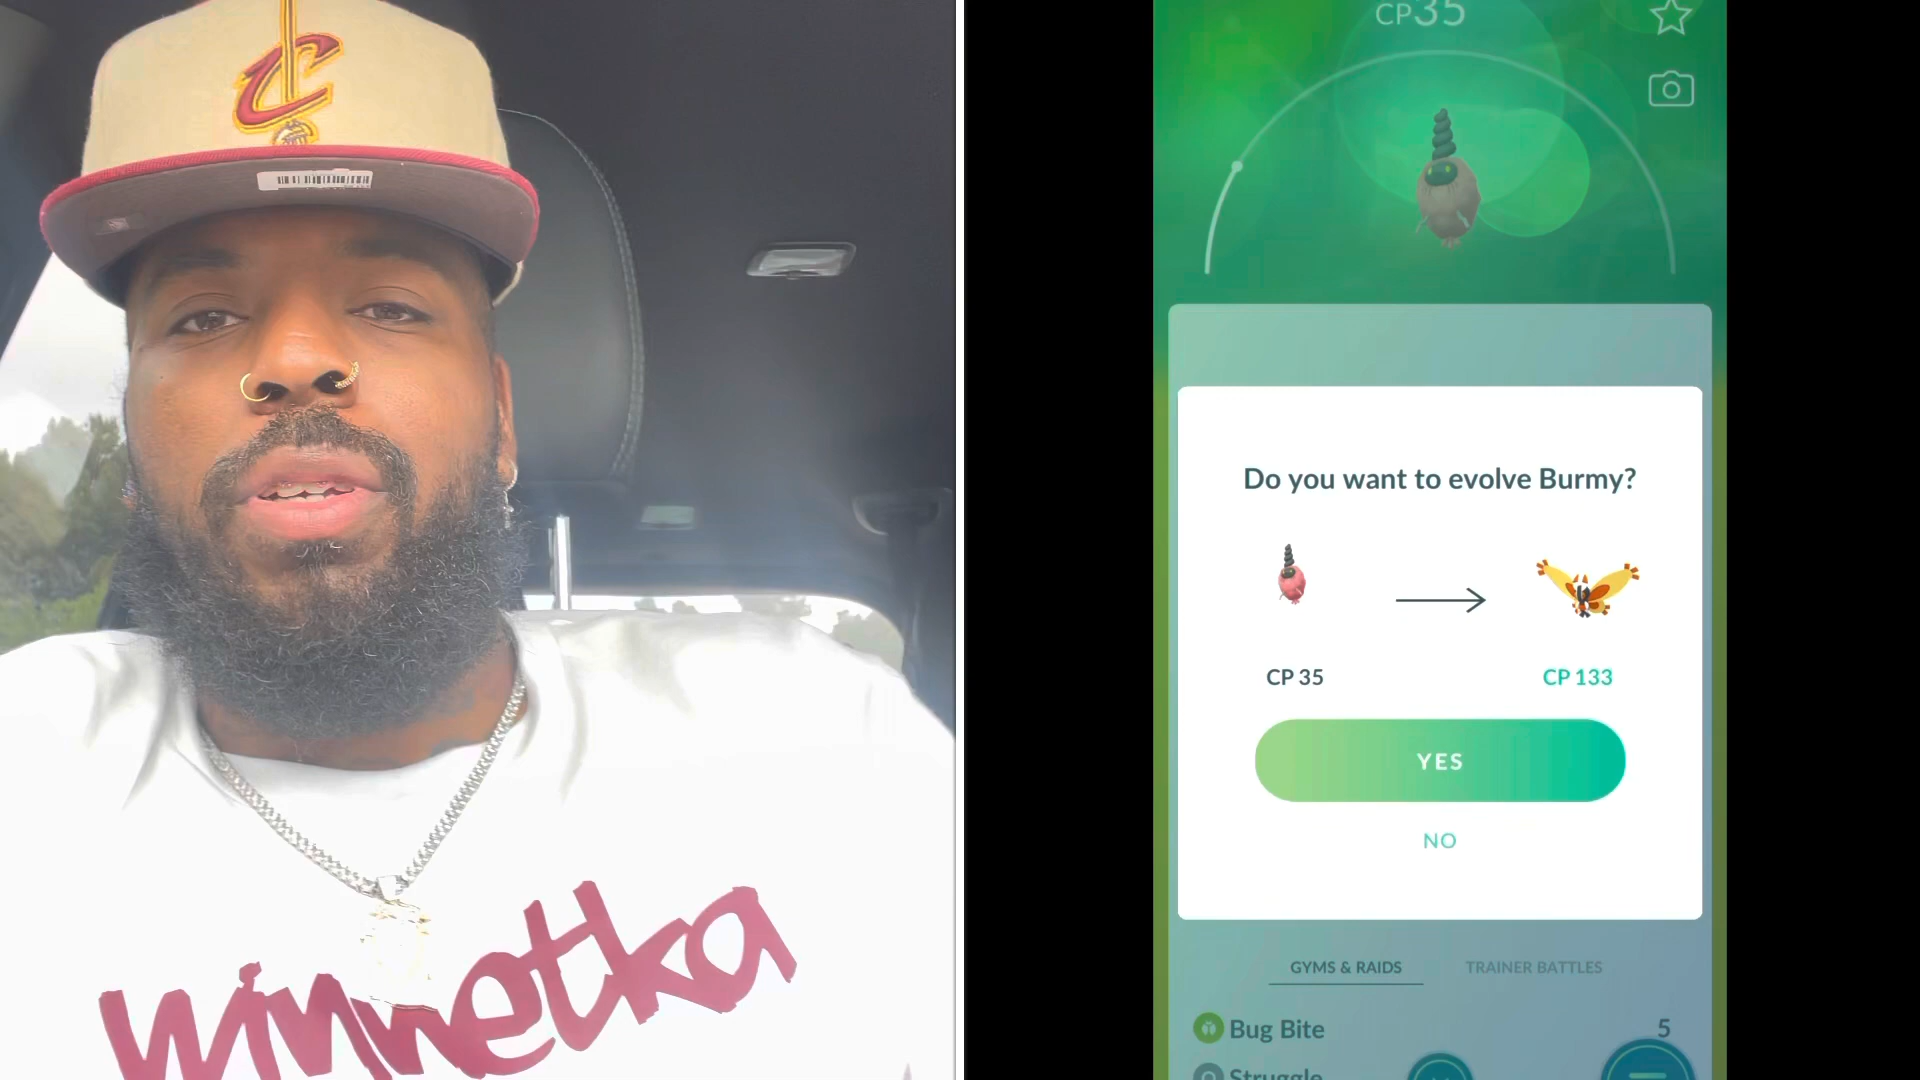 C
winnetka
CP35
Do you want to evolve Burmy?
CP 35
CP 133
YES
NO
GYMS & RAIDS
TRAINER BATTLES
Bug Bite
5
Struggle